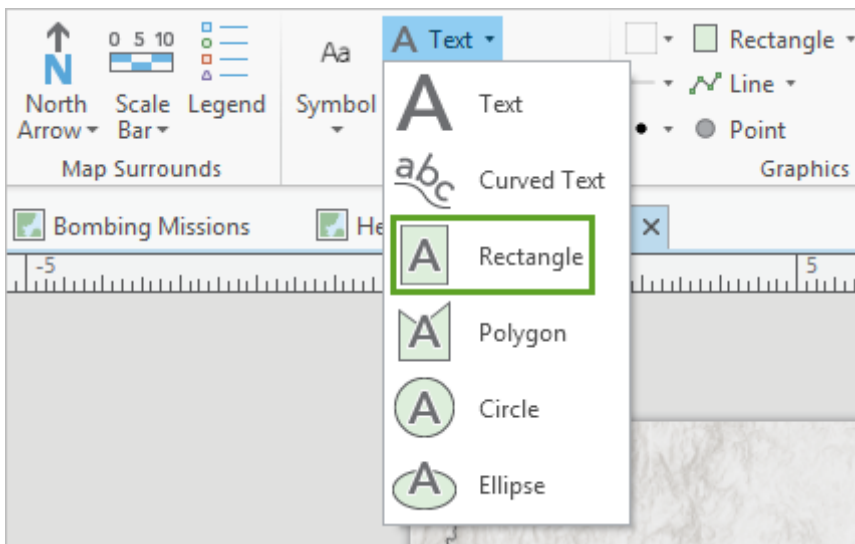 0 5 10
North Arrow
Scale Bar
Legend
Map Surrounds
Aa
Symbol
A Text
A Text
abc Curved Text
A Rectangle
A Polygon
A Circle
A Ellipse
Rectangle
Line
Point
Graphics
Bombing Missions
He
-5
5